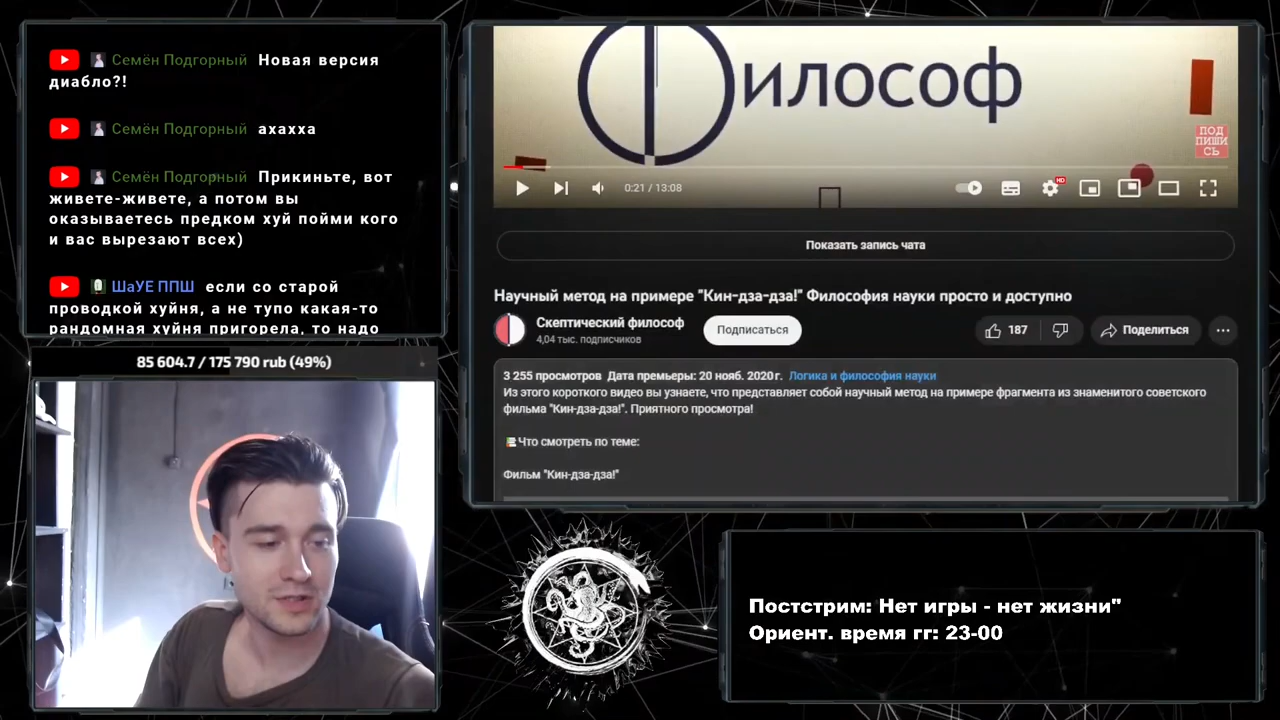 Семён Подгорный Новая версия
диабло?!
Семён Подгорный ахахха
Семён Подгорный Прикиньте, вот
живете-живете, а потом вы
оказываетесь предком хуй пойми кого
и вас вырезают всех)
ШаУЕ ППШ если со старой
проводкой хуйня, а не тупо какая-то
рандомная хуйня пригорела, то надо
85 604.7 / 175 790 rub (49%)
Философ
ПОД
ПИШИ
СЬ
0:21 / 13:08
HD
Показать запись чата
Научный метод на примере "Кин-дза-дза!" Философия науки просто и доступно
Скептический философ
4,04 тыс. подписчиков
Подписаться
187
Поделиться
3 255 просмотров Дата премьеры: 20 нояб. 2020 г. Логика и философия науки
Из этого короткого видео вы узнаете, что представляет собой научный метод на примере фрагмента из знаменитого советского
фильма "Кин-дза-дза!". Приятного просмотра!
Что смотреть по теме:
Фильм "Кин-дза-дза!"
Постстрим: Нет игры - нет жизни"
Ориент. время гг: 23-00